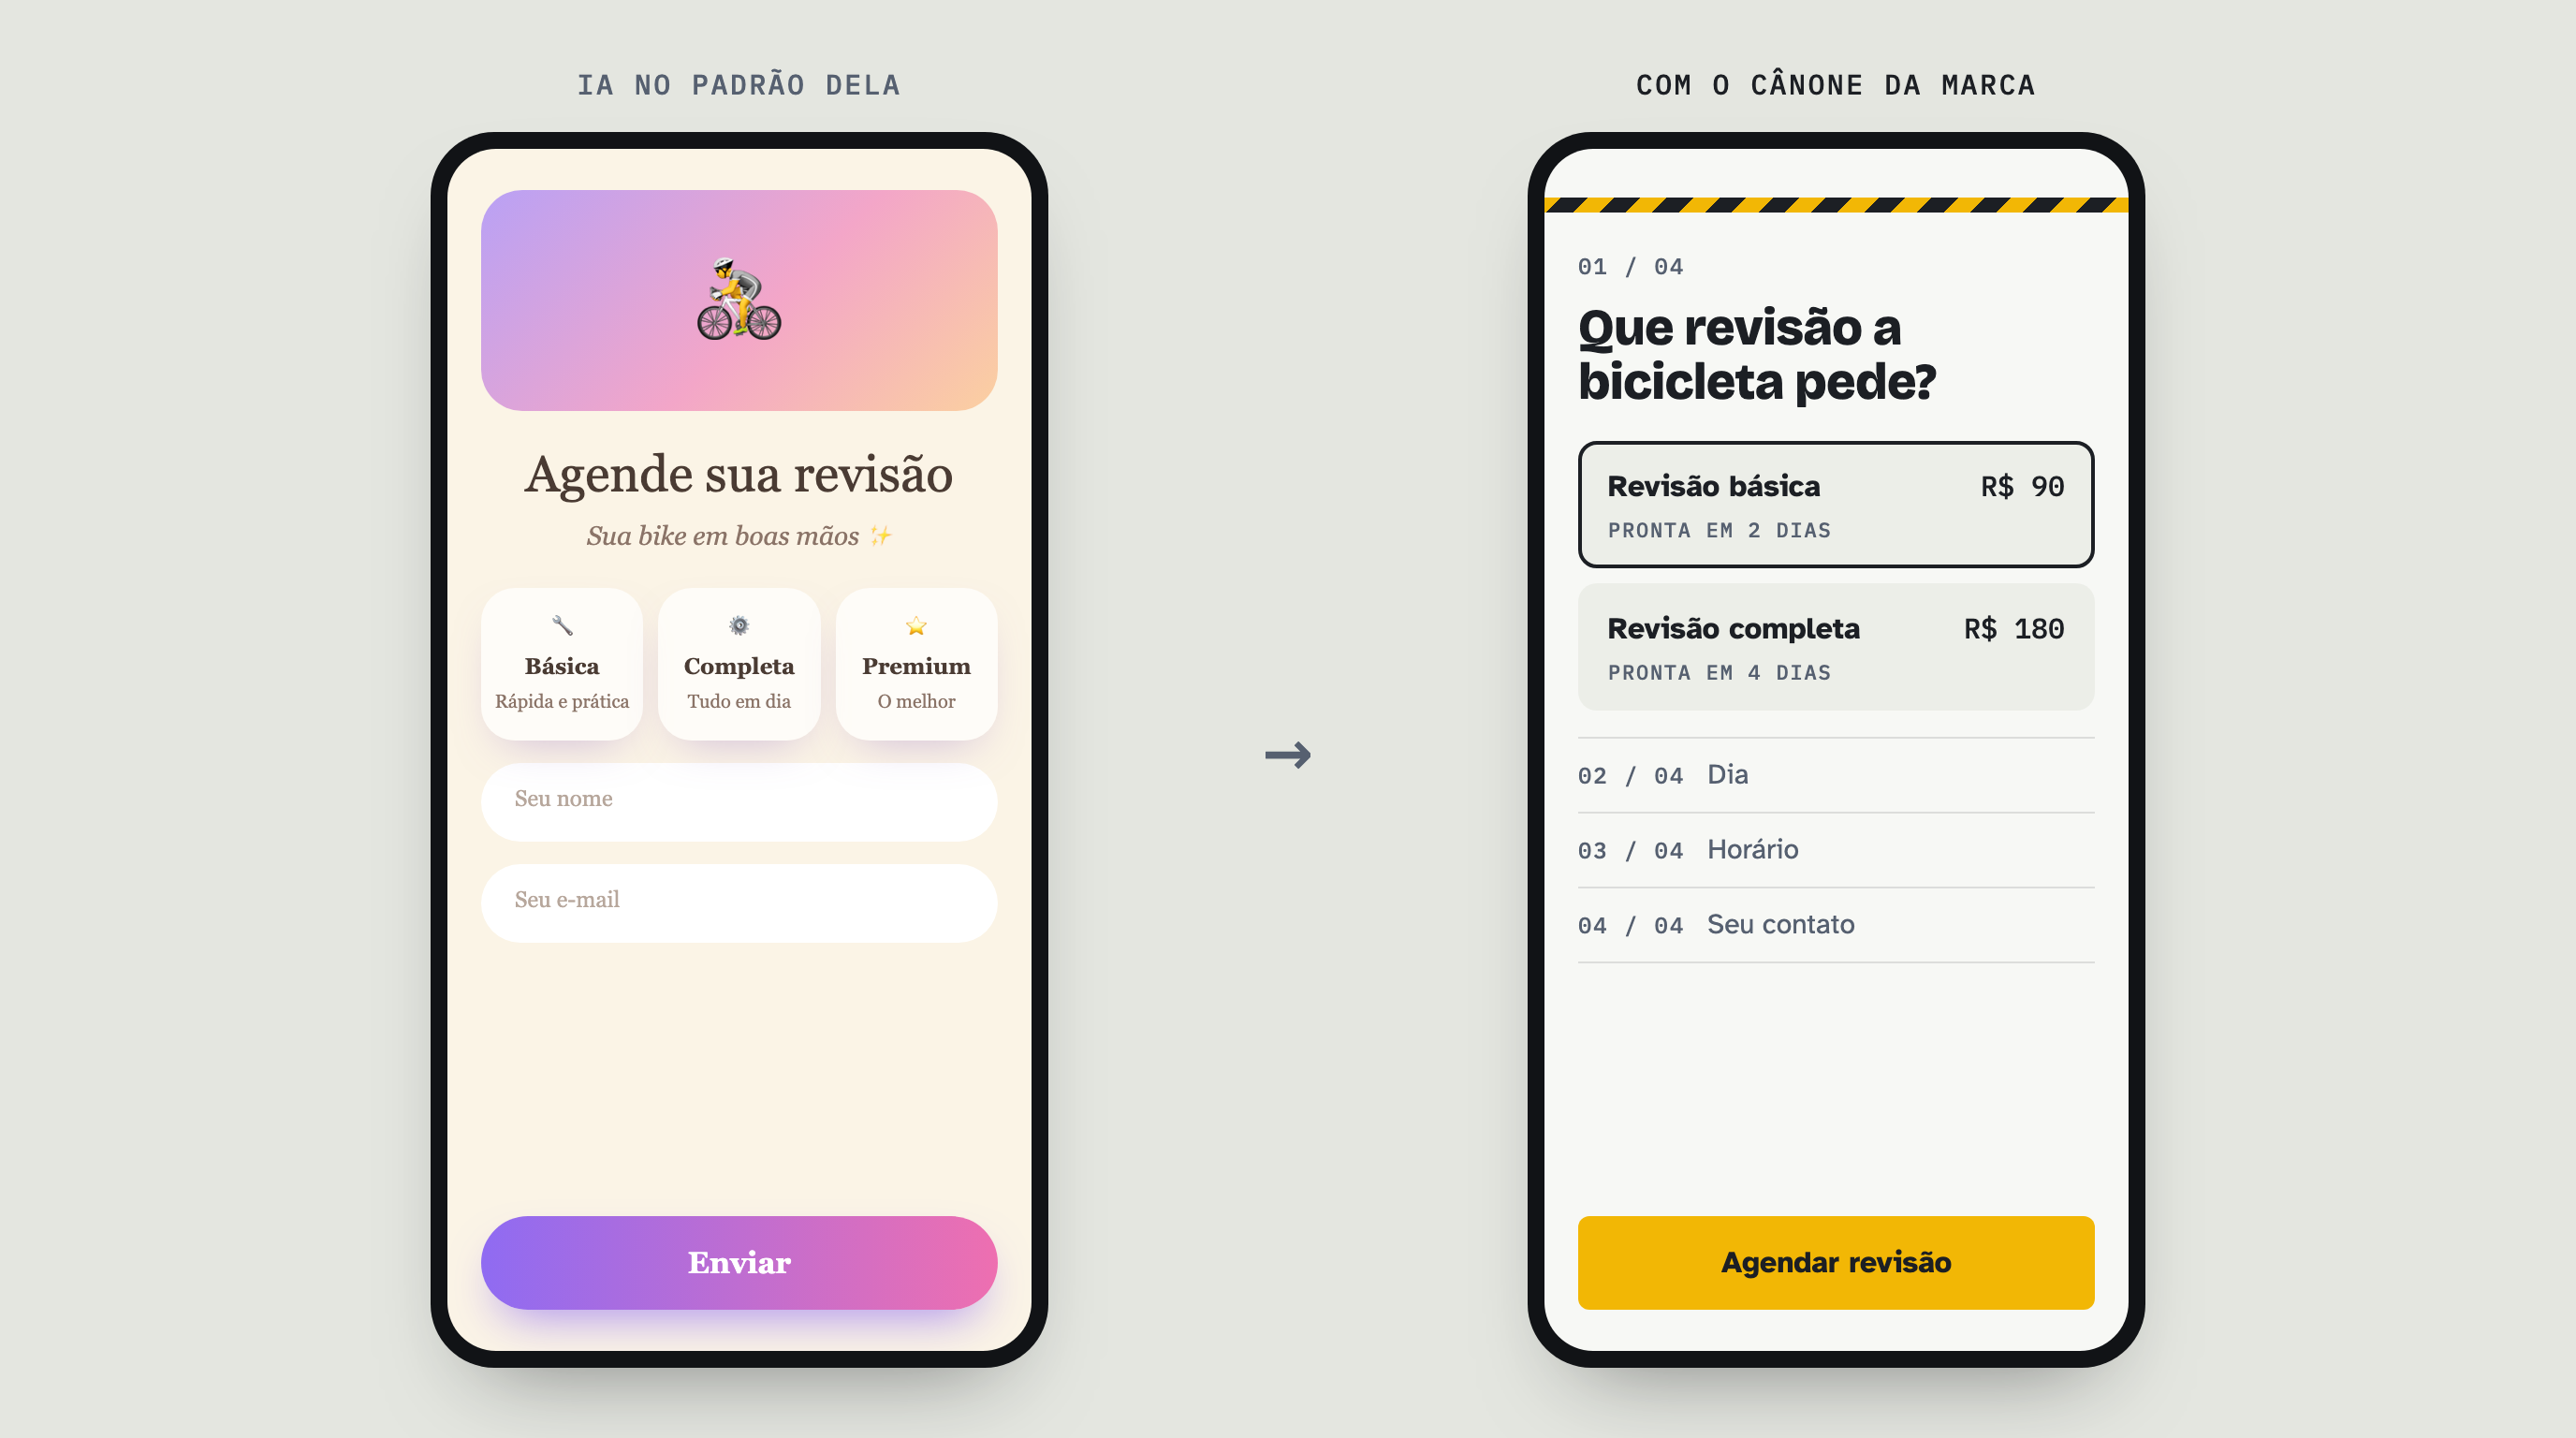 IA NO PADRÃO DELA
Agende sua revisão
Sua bike em boas mãos ✨
Básica
Rápida e prática
Completa
Tudo em dia
Premium
O melhor
Seu nome
Seu e-mail
Enviar
→
COM O CÂNONE DA MARCA
01 / 04
Que revisão a
bicicleta pede?
Revisão básica R$ 90
PRONTA EM 2 DIAS
Revisão completa R$ 180
PRONTA EM 4 DIAS
02 / 04 Dia
03 / 04 Horário
04 / 04 Seu contato
Agendar revisão